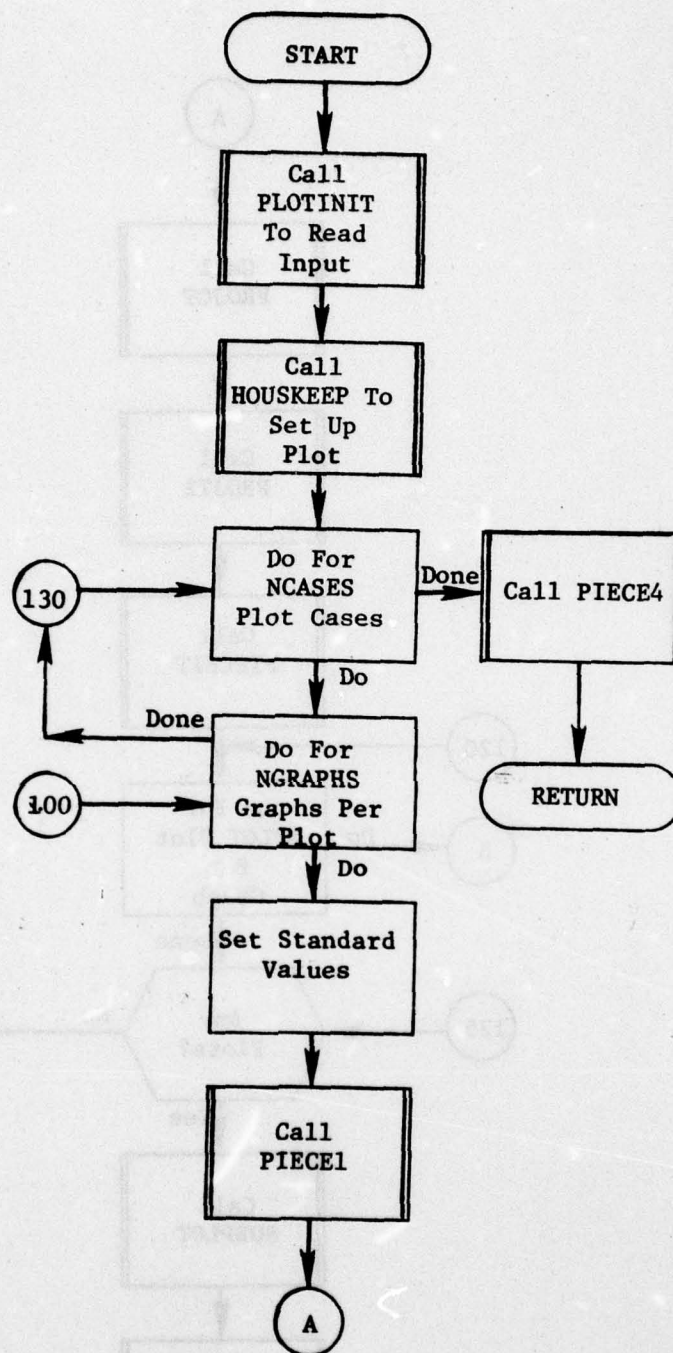 START
Call
PLOTINIT
To Read
Input
Call
HOUSKEEP To
Set Up
Plot
130
Do For
NCASES
Plot Cases
Done
Call PIECE4
Do
Done
100
Do For
NGRAPHS
Graphs Per
Plot
RETURN
Do
Set Standard
Values
Call
PIECE1
A